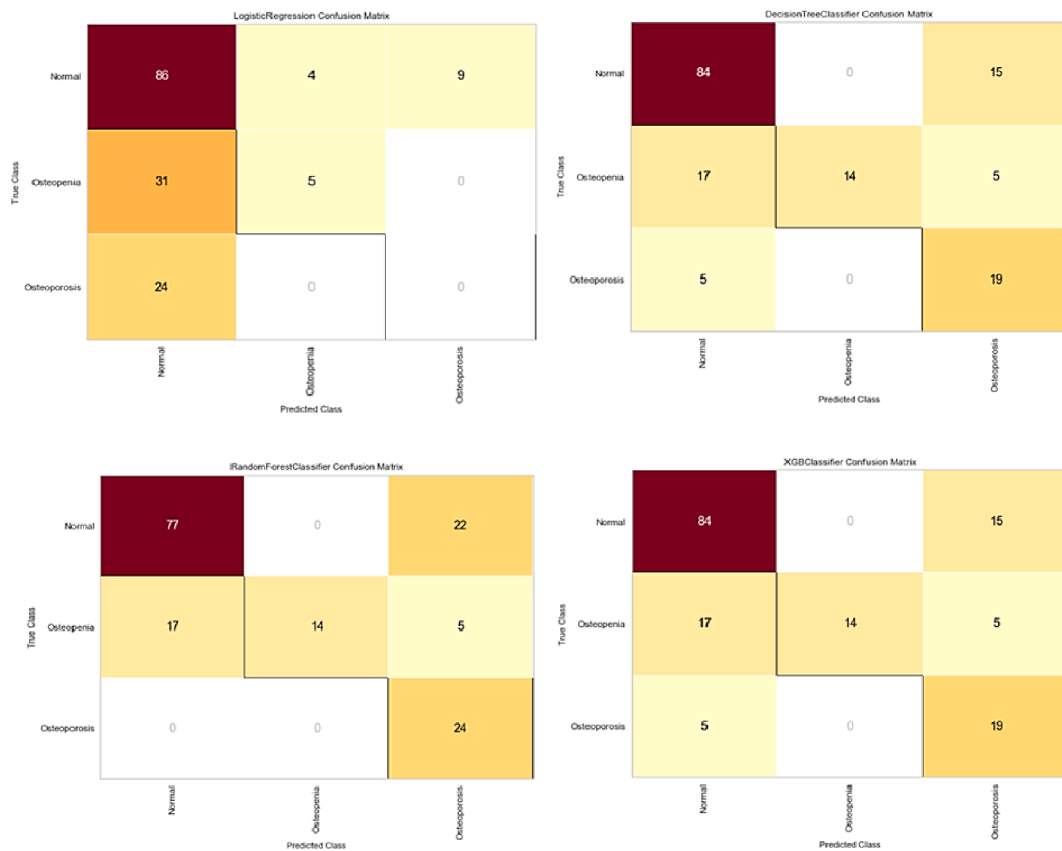 LogisticRegression Confusion Matrix
True Class
Normal
86 4 9
Osteopenia
31 5 0
Osteoporosis
24 0 0
Normal
Osteopenia
Osteoporosis
Predicted Class
DecisionTreeClassifier Confusion Matrix
True Class
Normal
84 0 15
Osteopenia
17 14 5
Osteoporosis
5 0 19
Normal
Osteopenia
Osteoporosis
Predicted Class
RandomForestClassifier Confusion Matrix
True Class
Normal
77 0 22
Osteopenia
17 14 5
Osteoporosis
0 0 24
Normal
Osteopenia
Osteoporosis
Predicted Class
XGBClassifier Confusion Matrix
True Class
Normal
84 0 15
Osteopenia
17 14 5
Osteoporosis
5 0 19
Normal
Osteopenia
Osteoporosis
Predicted Class